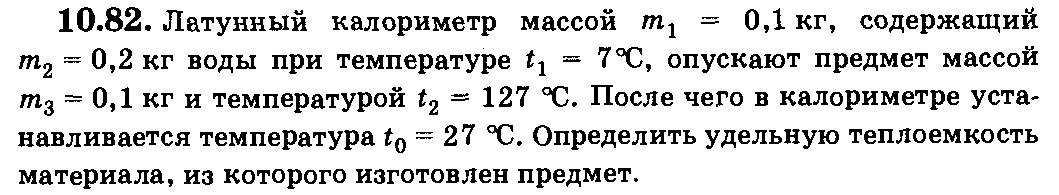 10.82. Латунный калориметр массой m₁ = 0,1 кг, содержащий
m₂ = 0,2 кг воды при температуре t₁ = 7 °C, опускают предмет массой
m₃ = 0,1 кг и температурой t₂ = 127 °C. После чего в калориметре уста-
навливается температура t₀ = 27 °C. Определить удельную теплоемкость
материала, из которого изготовлен предмет.